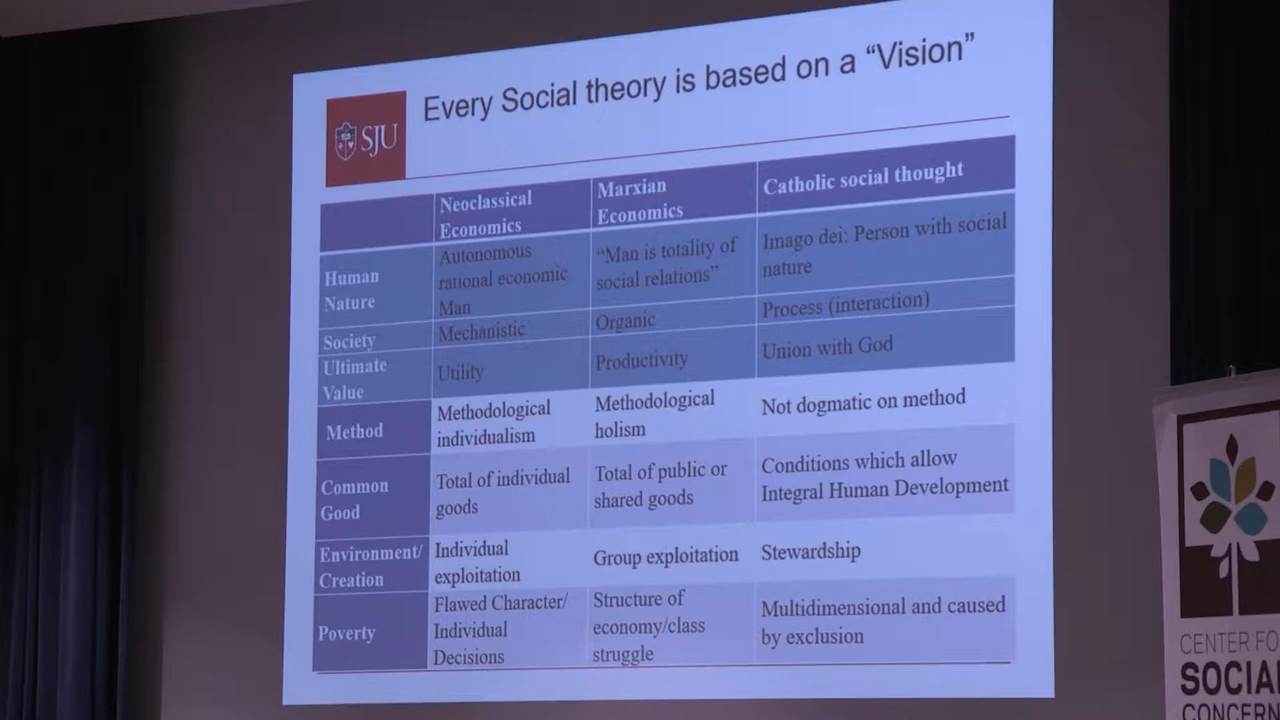 Every Social theory is based on a “Vision”
SJU
Neoclassical
Economics
Marxian
Economics
Catholic social thought
Human
Nature
Autonomous
rational economic
Man
“Man is totality of
social relations”
Imago dei: Person with social
nature
Society
Mechanistic
Organic
Process (interaction)
Ultimate
Value
Utility
Productivity
Union with God
Method
Methodological
individualism
Methodological
holism
Not dogmatic on method
Common
Good
Total of individual
goods
Total of public or
shared goods
Conditions which allow
Integral Human Development
Environment/
Creation
Individual
exploitation
Group exploitation
Stewardship
Poverty
Flawed Character/
Individual
Decisions
Structure of
economy/class
struggle
Multidimensional and caused
by exclusion
CENTER FO
SOCIA
CONCERN